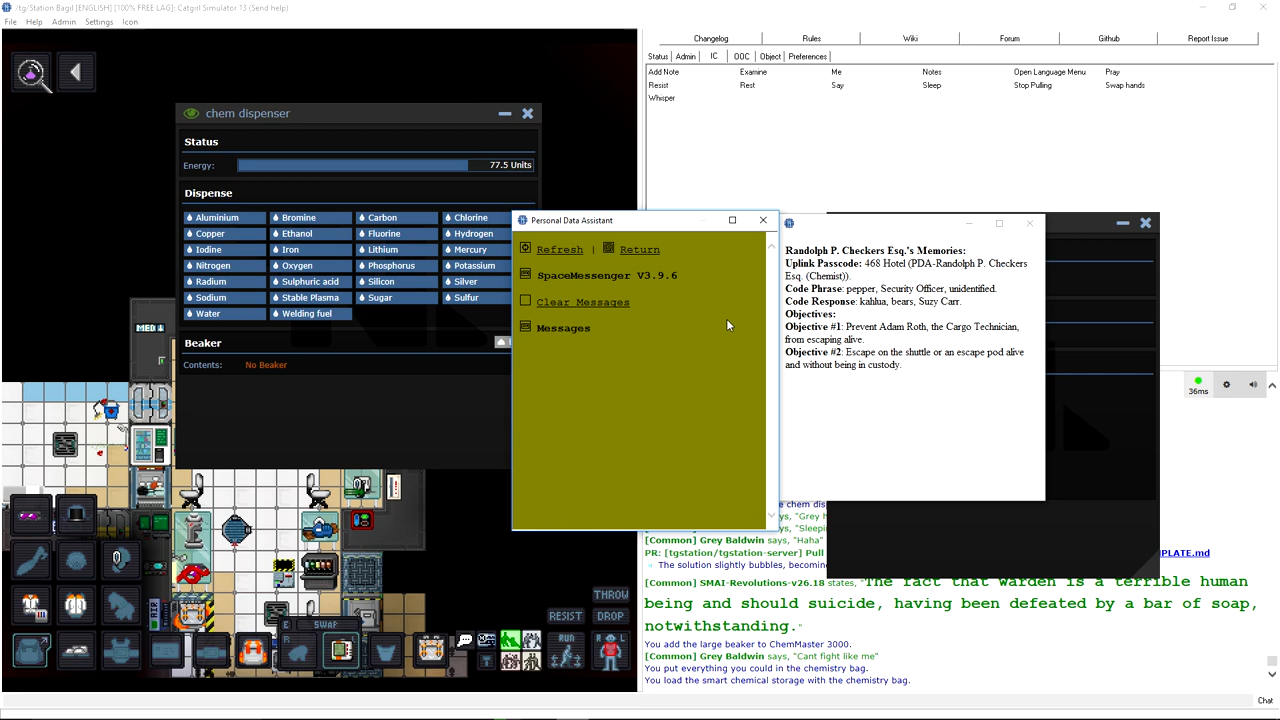 /tg/Station Bagil [ENGLISH] [100% FREE LAG]: Catgirl Simulator 13 (Send help)
File Help Admin Settings Icon
Changelog Rules Wiki Forum Github Report Issue
Status Admin IC OOC Object Preferences
Add Note Examine Me Notes Open Language Menu Pray
Resist Rest Say Sleep Stop Pulling Swap hands
Whisper
chem dispenser
Status
Energy: 77.5 Units
Dispense
Aluminium Bromine Carbon Chlorine
Copper Ethanol Fluorine Hydrogen
Iodine Iron Lithium Mercury
Nitrogen Oxygen Phosphorus Potassium
Radium Sulphuric acid Silicon Silver
Sodium Stable Plasma Sugar Sulfur
Water Welding fuel
Beaker
Contents: No Beaker
Personal Data Assistant
Refresh | Return
SpaceMessenger V3.9.6
Clear Messages
Messages
Randolph P. Checkers Esq.'s Memories:
Uplink Passcode: 468 Hotel (PDA-Randolph P. Checkers
Esq. (Chemist)).
Code Phrase: pepper, Security Officer, unidentified.
Code Response: kahlua, bears, Suzy Carr.
Objectives:
Objective #1: Prevent Adam Roth, the Cargo Technician,
from escaping alive.
Objective #2: Escape on the shuttle or an escape pod alive
and without being in custody.
36ms
MED
e chem dis
ys, "Grey h
ys, "Sleepi
[Common] Grey Baldwin says, "Haha"
PR: [tgstation/tgstation-server] Pull PLATE.md
The solution slightly bubbles, becomin
[Common] SMAI-Revolutions-v26.18 states, "The fact that warden is a terrible human
being and should suicide, having been defeated by a bar of soap,
notwithstanding."
You add the large beaker to ChemMaster 3000.
[Common] Grey Baldwin says, "Cant fight like me"
You put everything you could in the chemistry bag.
You load the smart chemical storage with the chemistry bag.
THROW
RESIST DROP
E SWAP
RUN R L
Chat